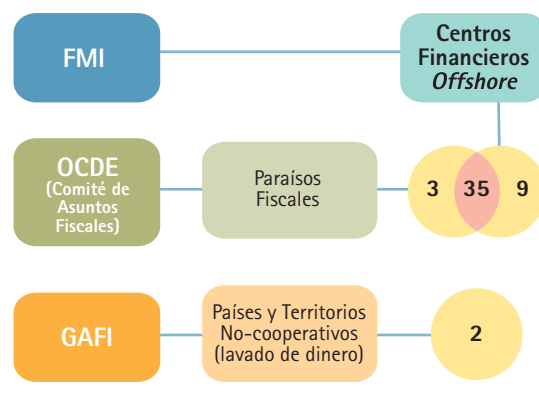 FMI
Centros
Financieros
Offshore
OCDE
(Comité de
Asuntos
Fiscales)
Paraísos
Fiscales
3 35 9
GAFI
Países y Territorios
No-cooperativos
(lavado de dinero)
2